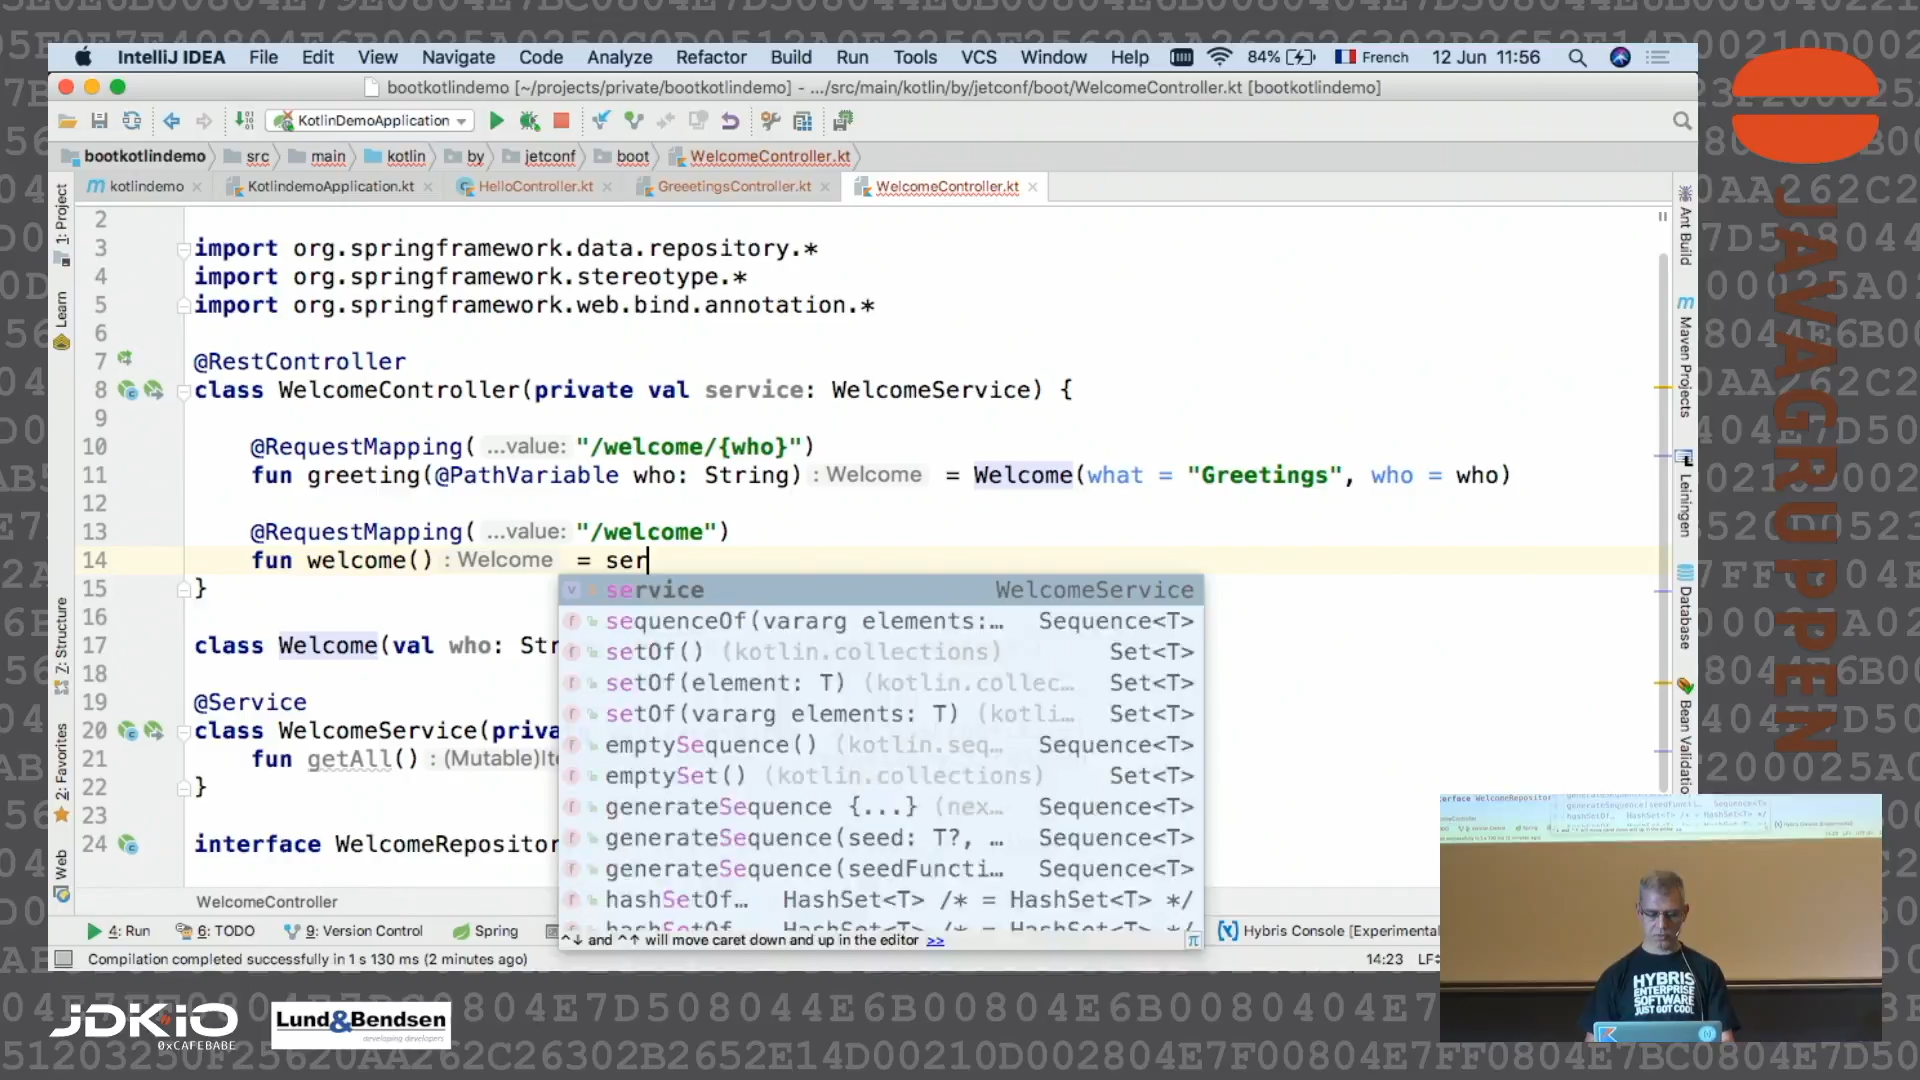 IntelliJ IDEA File Edit View Navigate Code Analyze Refactor Build Run Tools VCS Window Help 84% French 12 Jun 11:56
bootkotlindemo [~/projects/private/bootkotlindemo] - .../src/main/kotlin/by/jetconf/boot/WelcomeController.kt [bootkotlindemo]
KotlinDemoApplication
bootkotlindemo src main kotlin by jetconf boot WelcomeController.kt
kotlindemo KotlindemoApplication.kt HelloController.kt GreeetingsController.kt WelcomeController.kt
2
3 import org.springframework.data.repository.*
4 import org.springframework.stereotype.*
5 import org.springframework.web.bind.annotation.*
6
7 @RestController
8 class WelcomeController(private val service: WelcomeService) {
9
10 @RequestMapping( ...value: "/welcome/{who}")
11 fun greeting(@PathVariable who: String) : Welcome = Welcome(what = "Greetings", who = who)
12
13 @RequestMapping( ...value: "/welcome")
14 fun welcome() : Welcome = ser
15 }
16
17 class Welcome(val who: Str
18
19 @Service
20 class WelcomeService(priva
21 fun getAll() : (Mutable)Ite
22 }
23
24 interface WelcomeRepositor
service WelcomeService
sequenceOf(vararg elements:… Sequence<T>
setOf() (kotlin.collections) Set<T>
setOf(element: T) (kotlin.collec… Set<T>
setOf(vararg elements: T) (kotli… Set<T>
emptySequence() (kotlin.seq… Sequence<T>
emptySet() (kotlin.collections) Set<T>
generateSequence {...} (nex… Sequence<T>
generateSequence(seed: T?, … Sequence<T>
generateSequence(seedFuncti… Sequence<T>
hashSetOf… HashSet<T> /* = HashSet<T> */
hashSetOf… HashSet<T> /* = HashSet<T> */
^↓ and ^↑ will move caret down and up in the editor >>
π
WelcomeController
4: Run 6: TODO 9: Version Control Spring Hybris Console [Experimental
Compilation completed successfully in 1 s 130 ms (2 minutes ago) 14:23 LF
1: Project
Learn
7: Structure
2: Favorites
Web
Ant Build
Maven Projects
Leiningen
Database
Bean Validatio
JAVAGRUPPEN
HYBRIS
ENTERPRISE
SOFTWARE
JUST GOT COOL
JDK.IO
0xCAFEBABE
Lund&Bendsen
developing developers